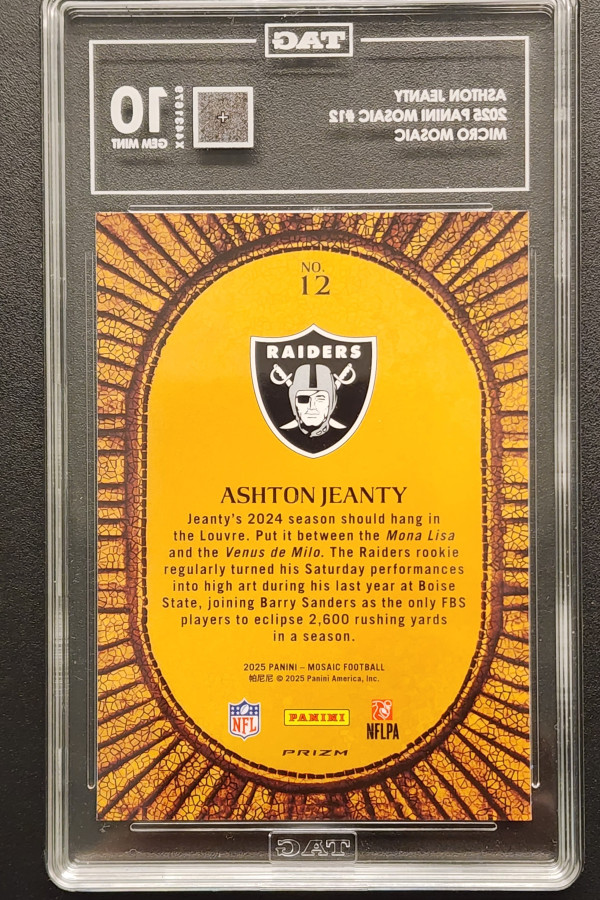 TAG
ASHTON JEANTY
2025 PANINI MOSAIC #12
MICRO MOSAIC
10
GEM MINT
NO.
12
RAIDERS
ASHTON JEANTY
Jeanty's 2024 season should hang in
the Louvre. Put it between the Mona Lisa
and the Venus de Milo. The Raiders rookie
regularly turned his Saturday performances
into high art during his last year at Boise
State, joining Barry Sanders as the only FBS
players to eclipse 2,600 rushing yards
in a season.
2025 PANINI – MOSAIC FOOTBALL
帕尼尼 © 2025 Panini America, Inc.
NFL
PANINI
NFLPA
PRIZM
TAG